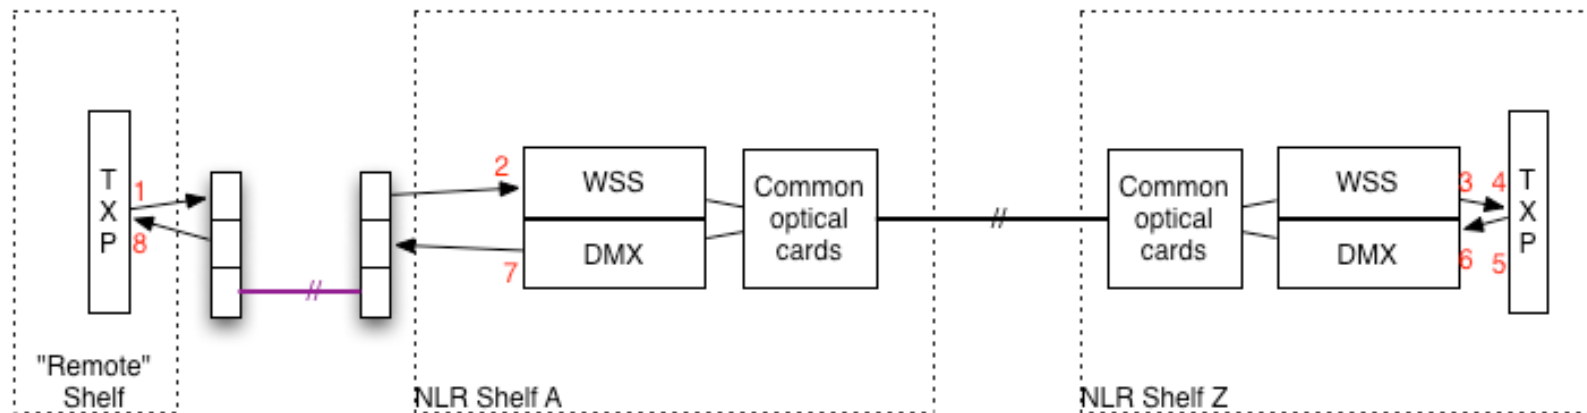 T
X
P
1
8
"Remote"
Shelf
2
7
WSS
DMX
Common
optical
cards
//
NLR Shelf A
//
Common
optical
cards
WSS
DMX
3 4
6 5
T
X
P
NLR Shelf Z